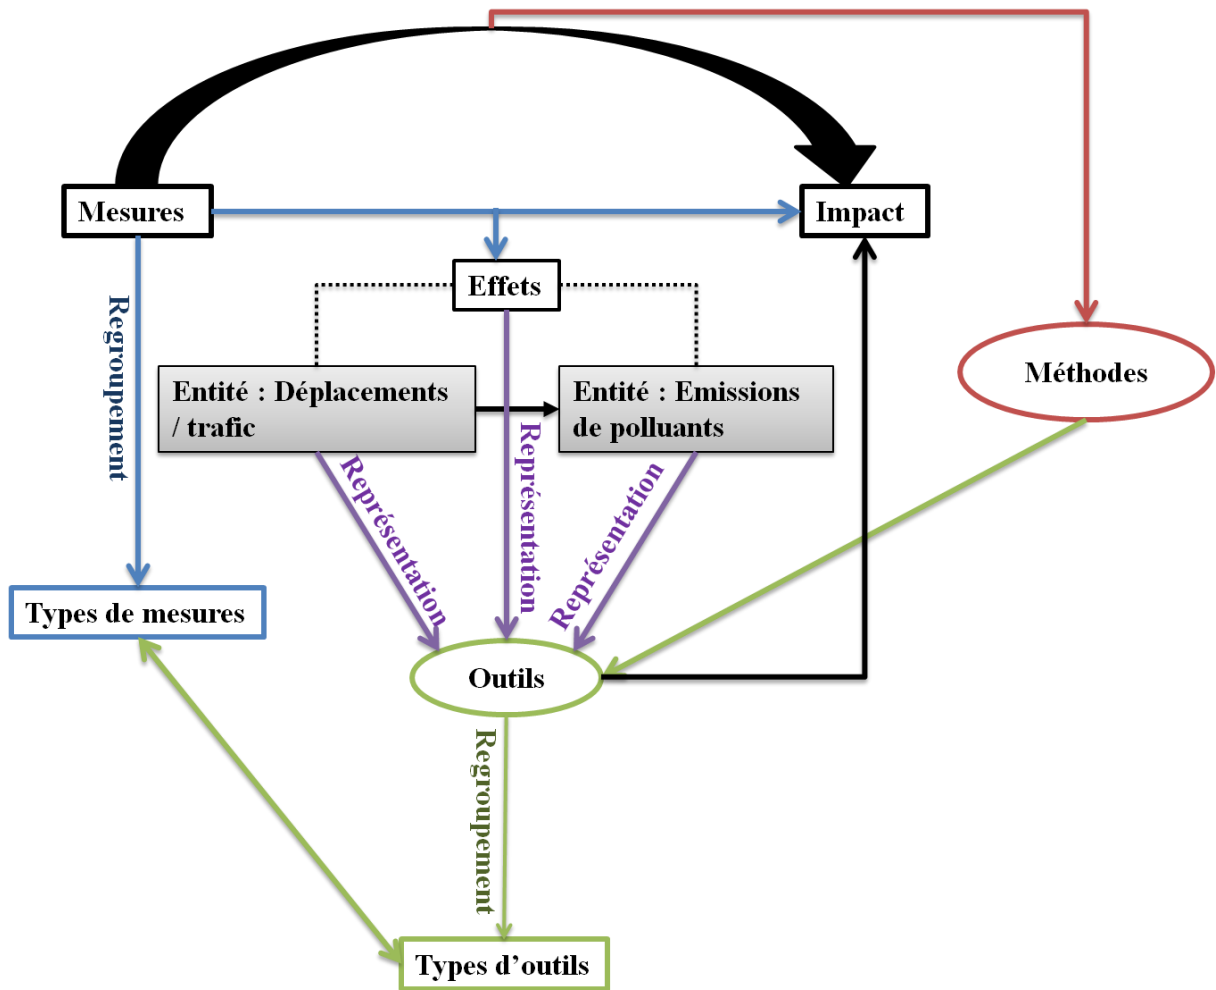 Mesures
Impact
Effets
Regroupement
Méthodes
Entité : Déplacements
/ trafic
Entité : Emissions
de polluants
Représentation
Représentation
Représentation
Types de mesures
Outils
Regroupement
Types d’outils